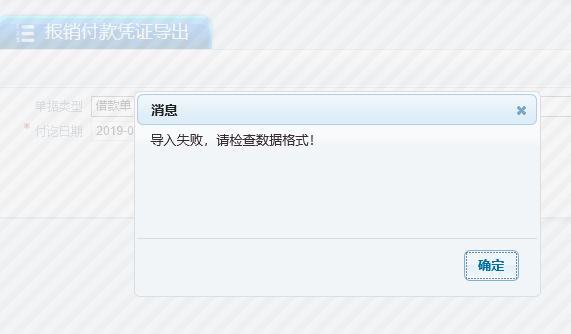 报销付款凭证导出
单据类型 借款单
* 付讫日期 2019-0
消息
导入失败，请检查数据格式！
确定